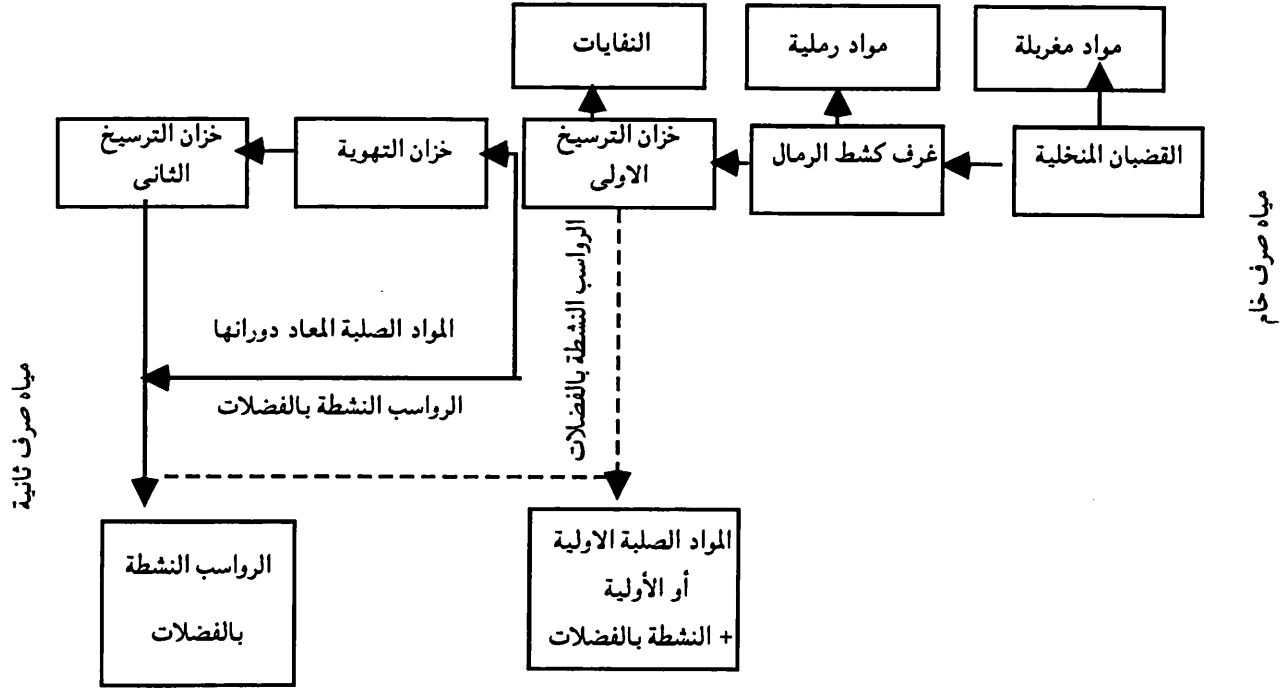 مواد مغربلة
مواد رملية
النفايات
القضبان المنخلية
غرف كشط الرمال
خزان الترسيخ
الاولى
خزان التهوية
خزان الترسيخ
الثانى
مياه صرف خام
الرواسب النشطة بالفضلات
المواد الصلبة المعاد دورانها
الرواسب النشطة بالفضلات
مياه صرف ثانية
المواد الصلبة الاولية
أو الأولية
+ النشطة بالفضلات
الرواسب النشطة
بالفضلات